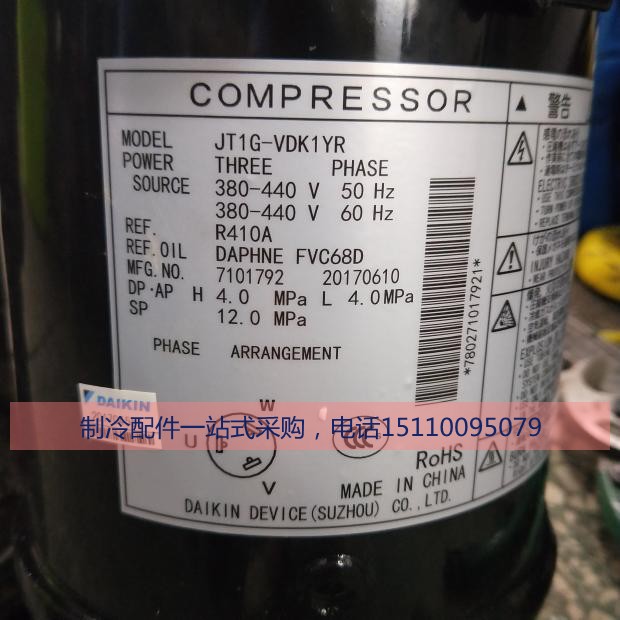 COMPRESSOR
MODEL JT1G-VDK1YR
POWER SOURCE THREE PHASE
380-440 V 50 Hz
380-440 V 60 Hz
REF. R410A
REF.OIL DAPHNE FVC68D
MFG.NO. 7101792 20170610
DP·AP H 4.0 MPa L 4.0MPa
SP 12.0 MPa
PHASE ARRANGEMENT
*7802710179217*
DAIKIN
制冷配件一站式采购，电话15110095079
W
U
P
V
CCC
RoHS
MADE IN CHINA
DAIKIN DEVICE(SUZHOU) CO.,LTD.
警告